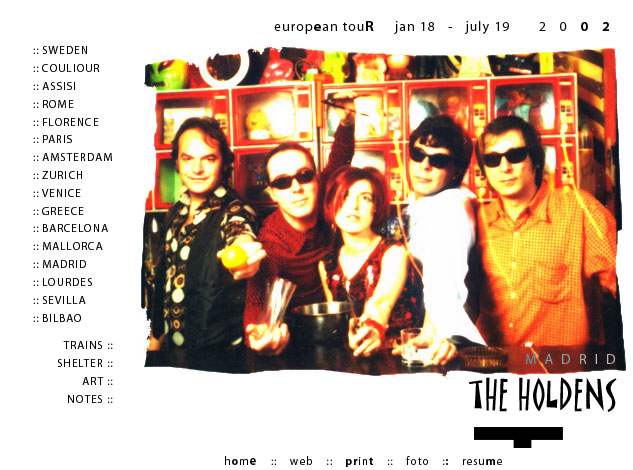 europEan touR jan 18 - july 19 2 0 0 2
:: SWEDEN
:: COULIOUR
:: ASSISI
:: ROME
:: FLORENCE
:: PARIS
:: AMSTERDAM
:: ZURICH
:: VENICE
:: GREECE
:: BARCELONA
:: MALLORCA
:: MADRID
:: LOURDES
:: SEVILLA
:: BILBAO
TRAINS ::
SHELTER ::
ART ::
NOTES ::
MADRID
THE HOLDENS
home :: web :: print :: foto :: resume